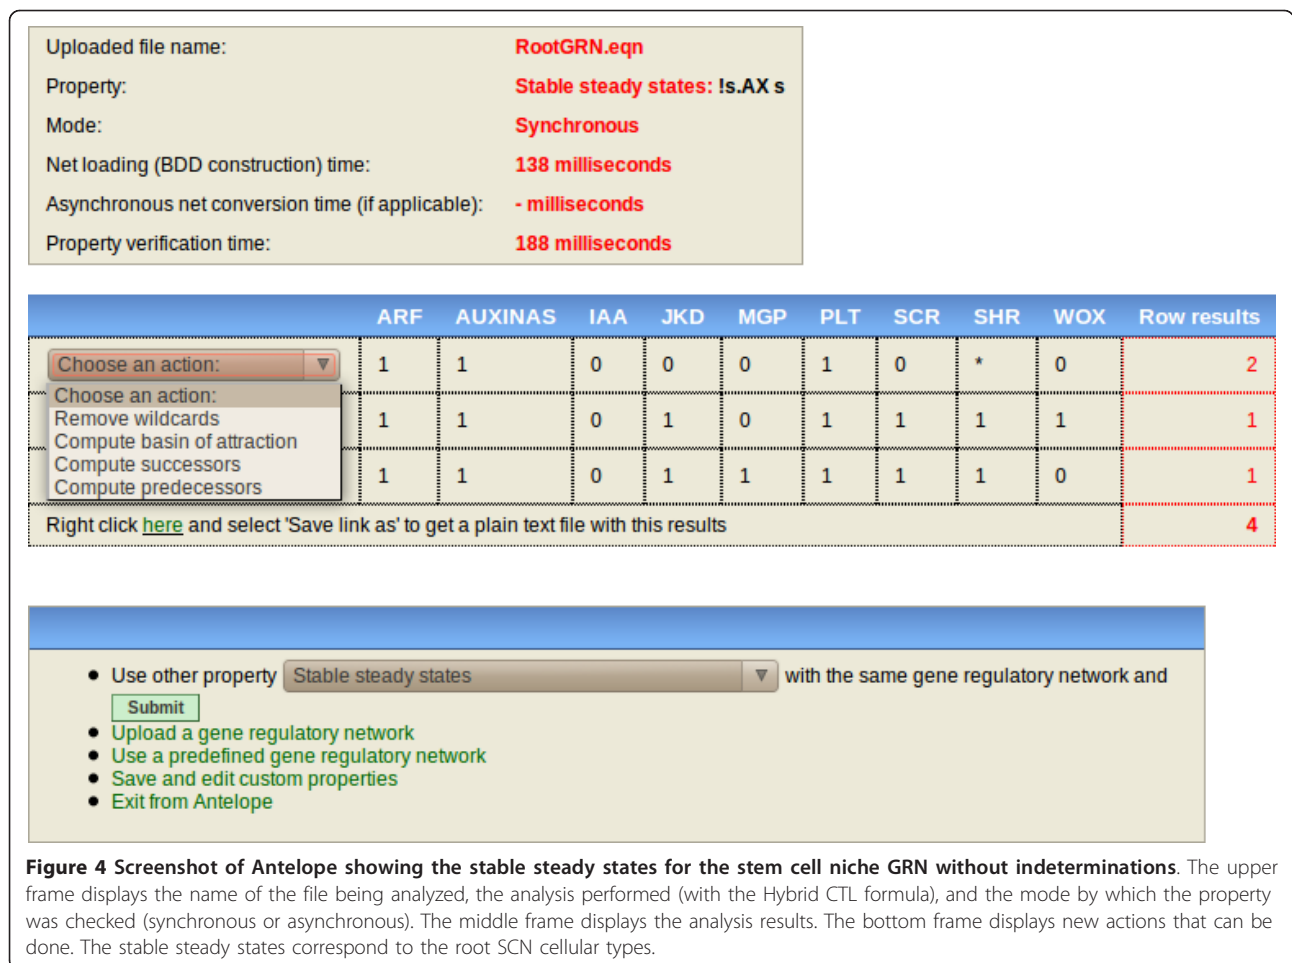 Uploaded file name: RootGRN.eqn
Property: Stable steady states: !s.AX s
Mode: Synchronous
Net loading (BDD construction) time: 138 milliseconds
Asynchronous net conversion time (if applicable): - milliseconds
Property verification time: 188 milliseconds
ARF AUXINAS IAA JKD MGP PLT SCR SHR WOX Row results
Choose an action: 1 1 0 0 0 1 0 * 0 2
Choose an action:
Remove wildcards
Compute basin of attraction
Compute successors
Compute predecessors
1 1 0 1 0 1 1 1 1 1
1 1 0 1 1 1 1 1 0 1
Right click here and select 'Save link as' to get a plain text file with this results 4
• Use other property Stable steady states with the same gene regulatory network and
Submit
• Upload a gene regulatory network
• Use a predefined gene regulatory network
• Save and edit custom properties
• Exit from Antelope
Figure 4 Screenshot of Antelope showing the stable steady states for the stem cell niche GRN without indeterminations. The upper
frame displays the name of the file being analyzed, the analysis performed (with the Hybrid CTL formula), and the mode by which the property
was checked (synchronous or asynchronous). The middle frame displays the analysis results. The bottom frame displays new actions that can be
done. The stable steady states correspond to the root SCN cellular types.